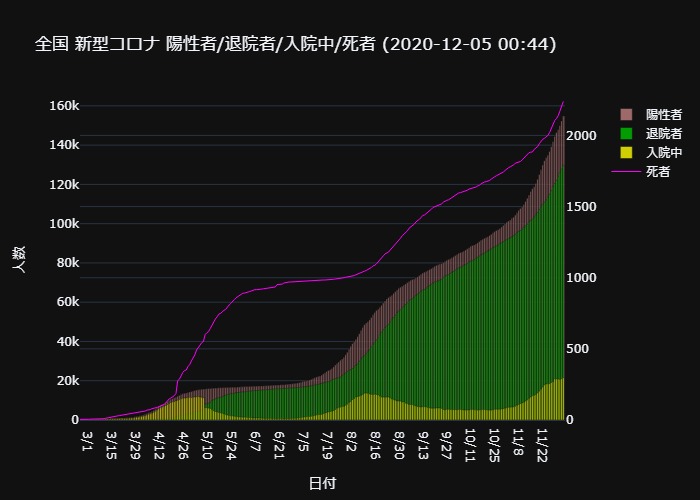 全国 新型コロナ 陽性者/退院者/入院中/死者 (2020-12-05 00:44)
陽性者
退院者
入院中
死者
160k
140k
120k
100k
80k
60k
40k
20k
0
2000
1500
1000
500
0
人数
3/1
3/15
3/29
4/12
4/26
5/10
5/24
6/7
6/21
7/5
7/19
8/2
8/16
8/30
9/13
9/27
10/11
10/25
11/8
11/22
日付